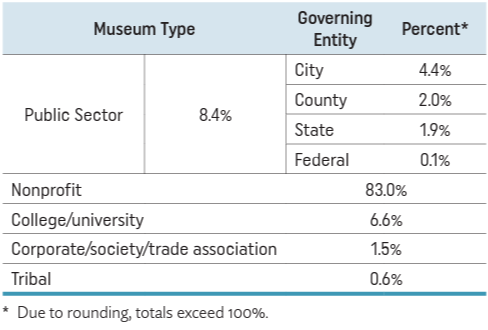 Museum Type Governing Entity Percent*
Public Sector 8.4% City 4.4%
County 2.0%
State 1.9%
Federal 0.1%
Nonprofit 83.0%
College/university 6.6%
Corporate/society/trade association 1.5%
Tribal 0.6%
* Due to rounding, totals exceed 100%.